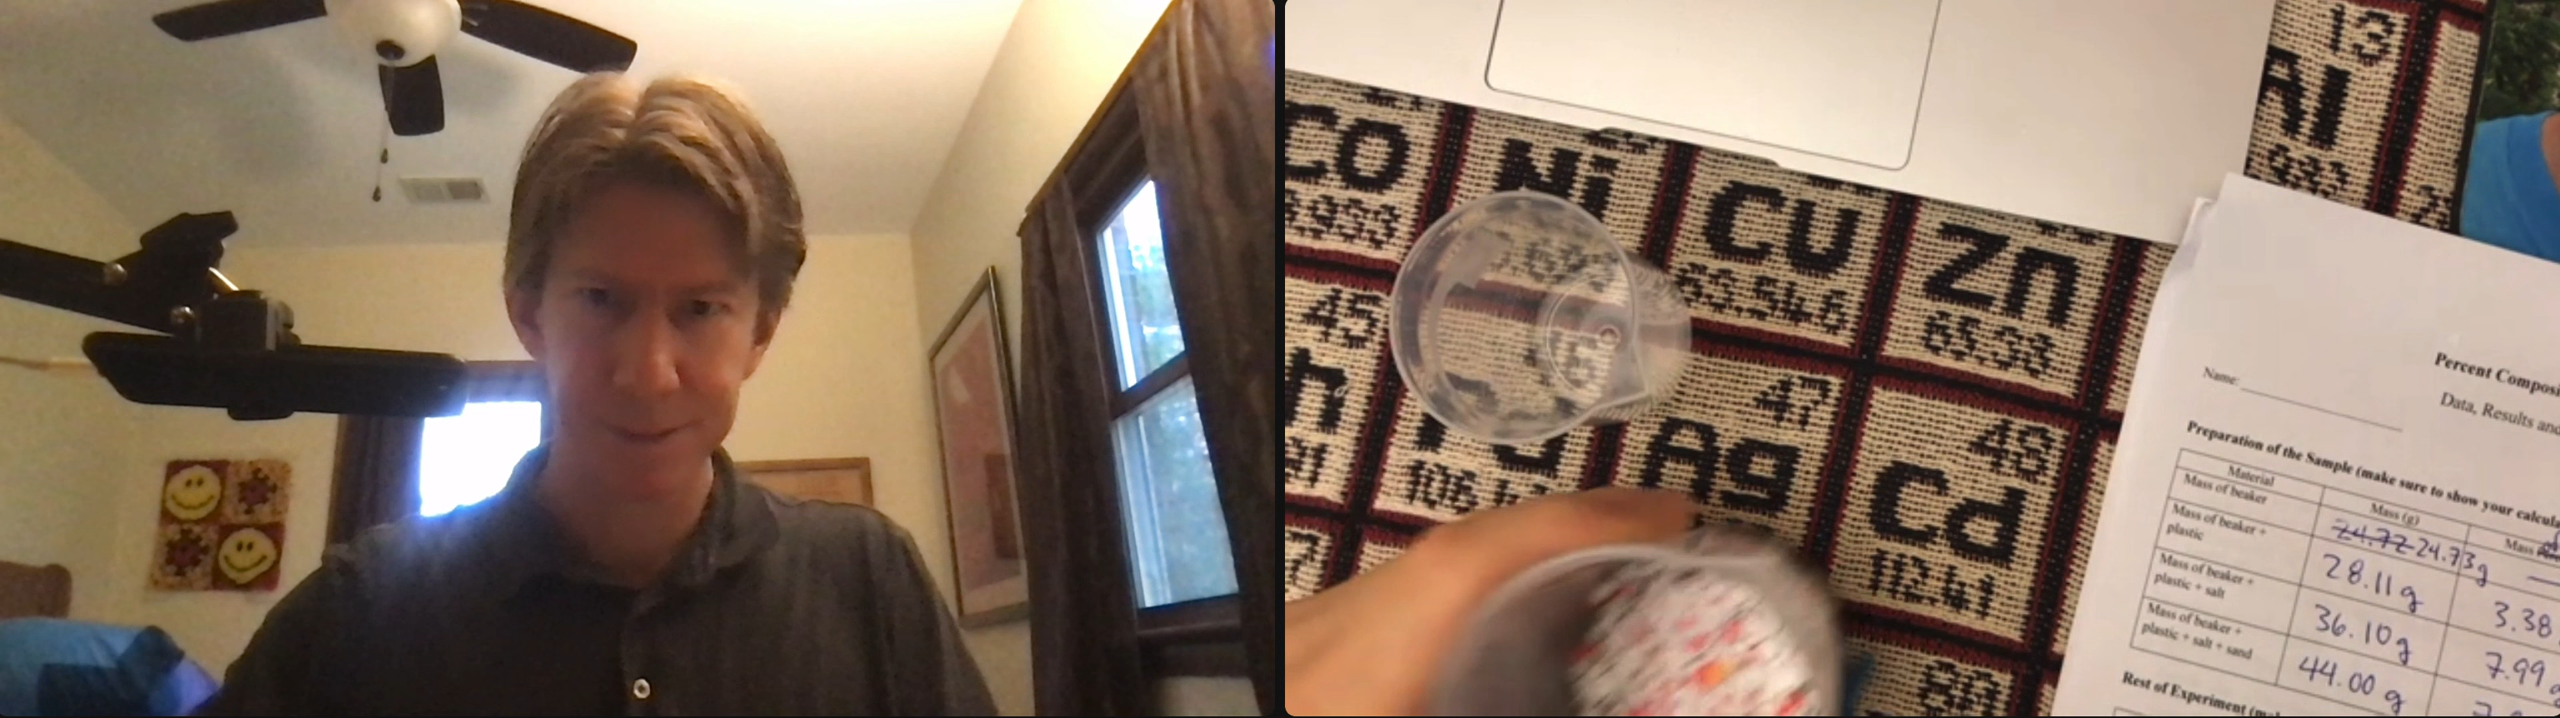 13
Al
Co
Ni
Cu
63.546
Zn
65.38
45
47
Ag
48
Cd
112.41
80
Percent
Name:
Data, Results and
Preparation of the Sample (make sure to show your
Material
Mass (g)
Mass
Mass of beaker
24.72 24.73g
Mass of beaker +
plastic
28.11 g
3.38
Mass of beaker +
plastic + salt
36.10g
7.99
Mass of beaker +
plastic + salt + sand
44.00 g
Rest of Experiment